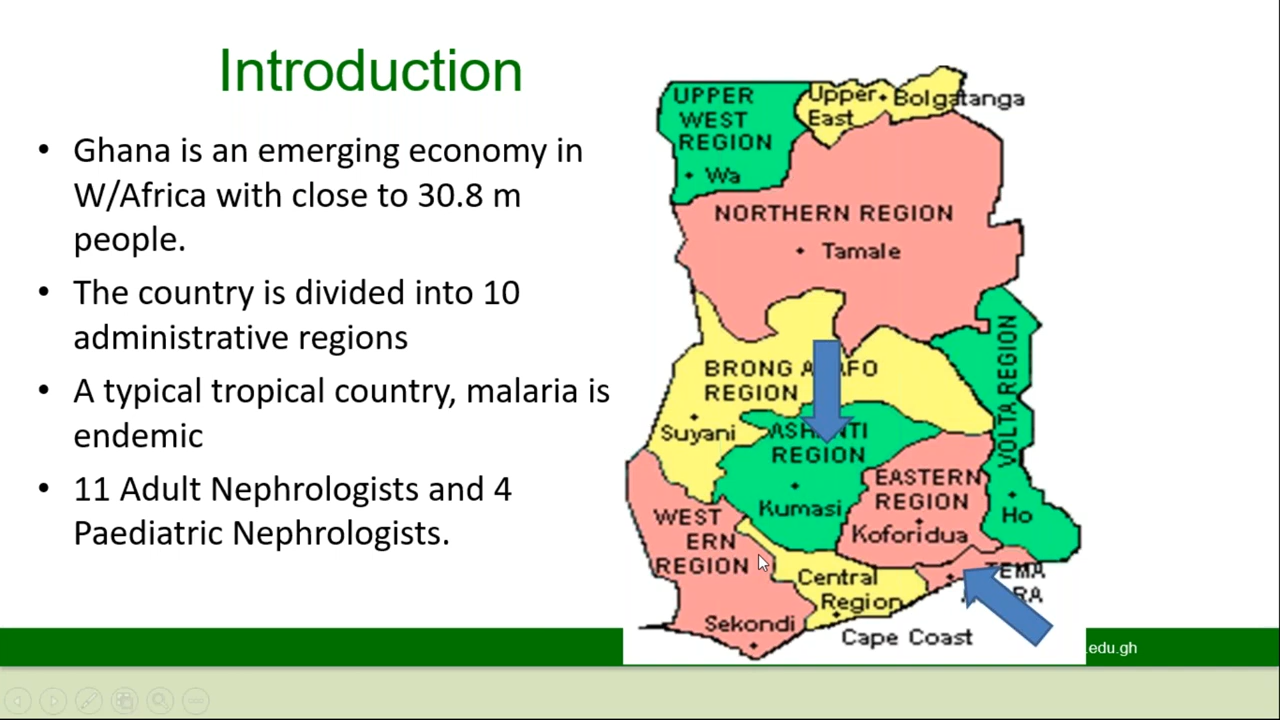 Introduction
• Ghana is an emerging economy in
W/Africa with close to 30.8 m
people.
• The country is divided into 10
administrative regions
• A typical tropical country, malaria is
endemic
• 11 Adult Nephrologists and 4
Paediatric Nephrologists.
UPPER
WEST
REGION
Wa
Upper
East
Bolgatanga
NORTHERN REGION
Tamale
BRONG
REGION
Suyani
VOLTA REGION
REGION
Kumasi
EASTERN
REGION
Koforidua
Ho
WEST
ERN
REGION
Sekondi
Central
Region
Cape Coast
TEMA
.edu.gh